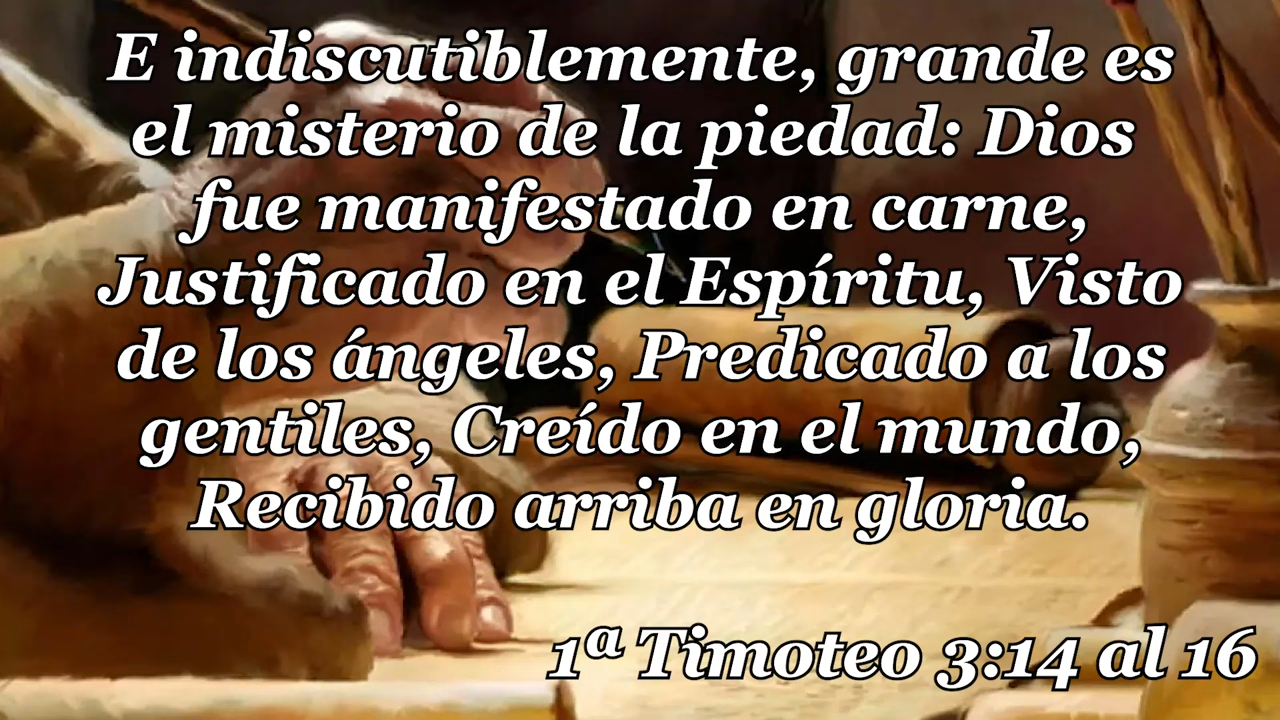 E indiscutiblemente, grande es
el misterio de la piedad: Dios
fue manifestado en carne,
Justificado en el Espíritu, Visto
de los ángeles, Predicado a los
gentiles, Creído en el mundo,
Recibido arriba en gloria.
1ª Timoteo 3:14 al 16